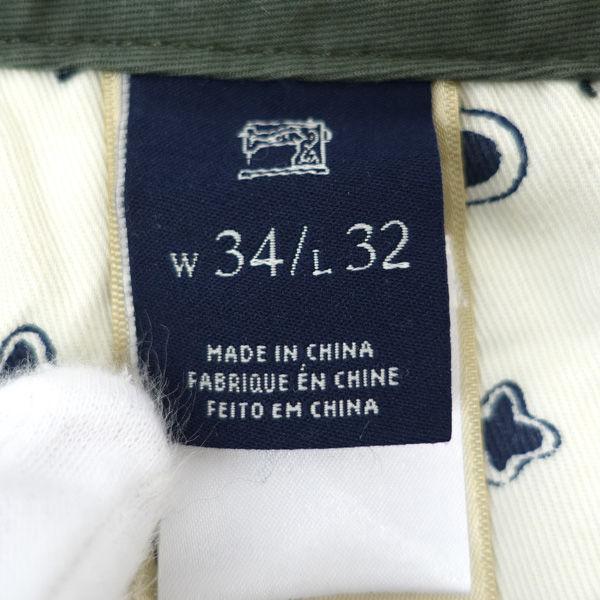 W 34/L 32
MADE IN CHINA
FABRIQUE ÉN CHINE
FEITO EM CHINA